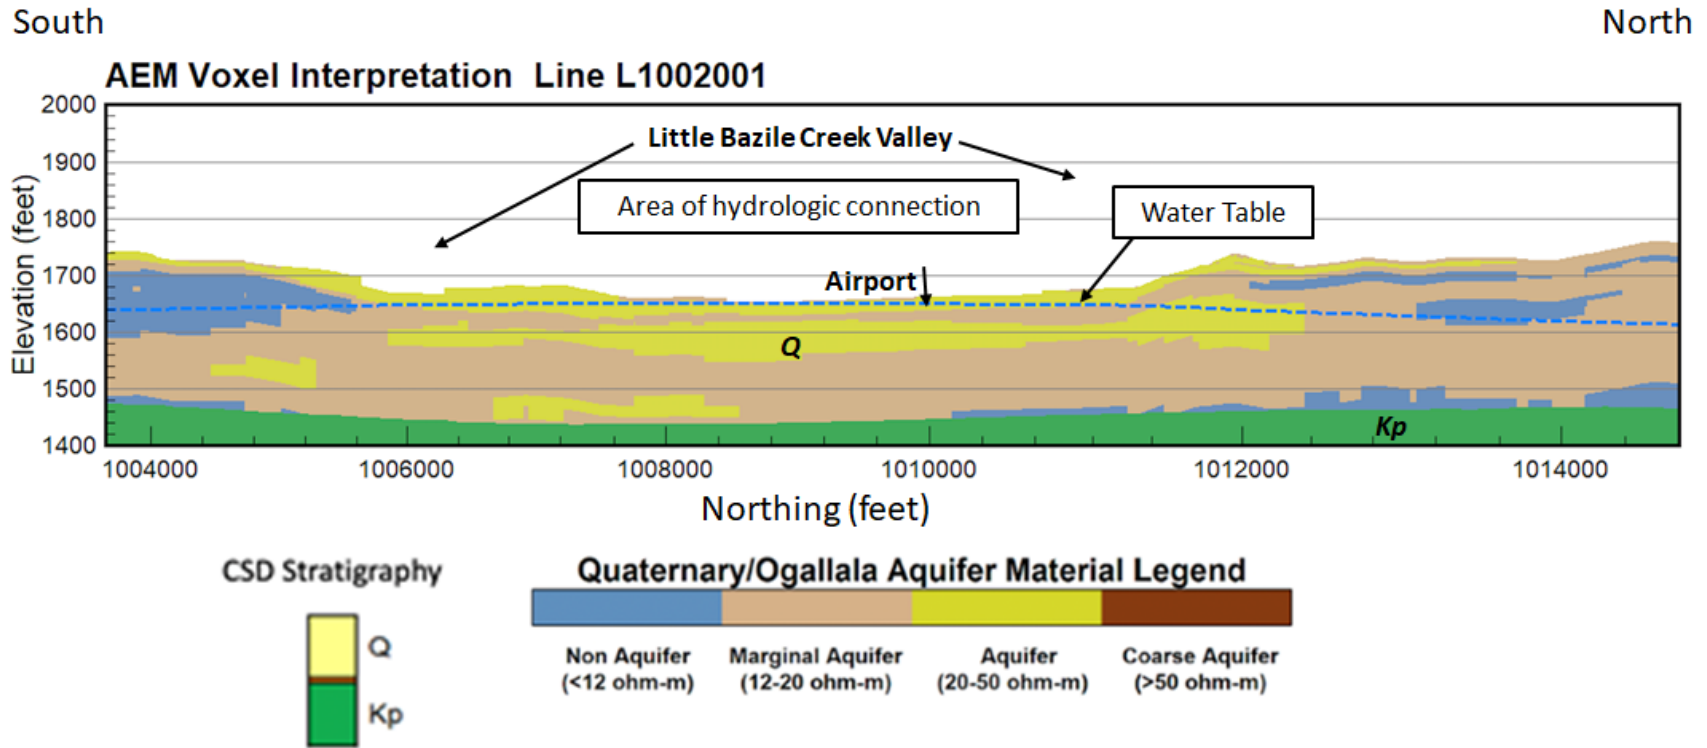 South
North
AEM Voxel Interpretation Line L1002001
2000
1900
1800
1700
1600
1500
1400
Elevation (feet)
Little Bazile Creek Valley
Area of hydrologic connection
Water Table
Airport
Q
Kp
1004000
1006000
1008000
1010000
1012000
1014000
Northing (feet)
CSD Stratigraphy
Q
Kp
Quaternary/Ogallala Aquifer Material Legend
Non Aquifer
(<12 ohm-m)
Marginal Aquifer
(12-20 ohm-m)
Aquifer
(20-50 ohm-m)
Coarse Aquifer
(>50 ohm-m)